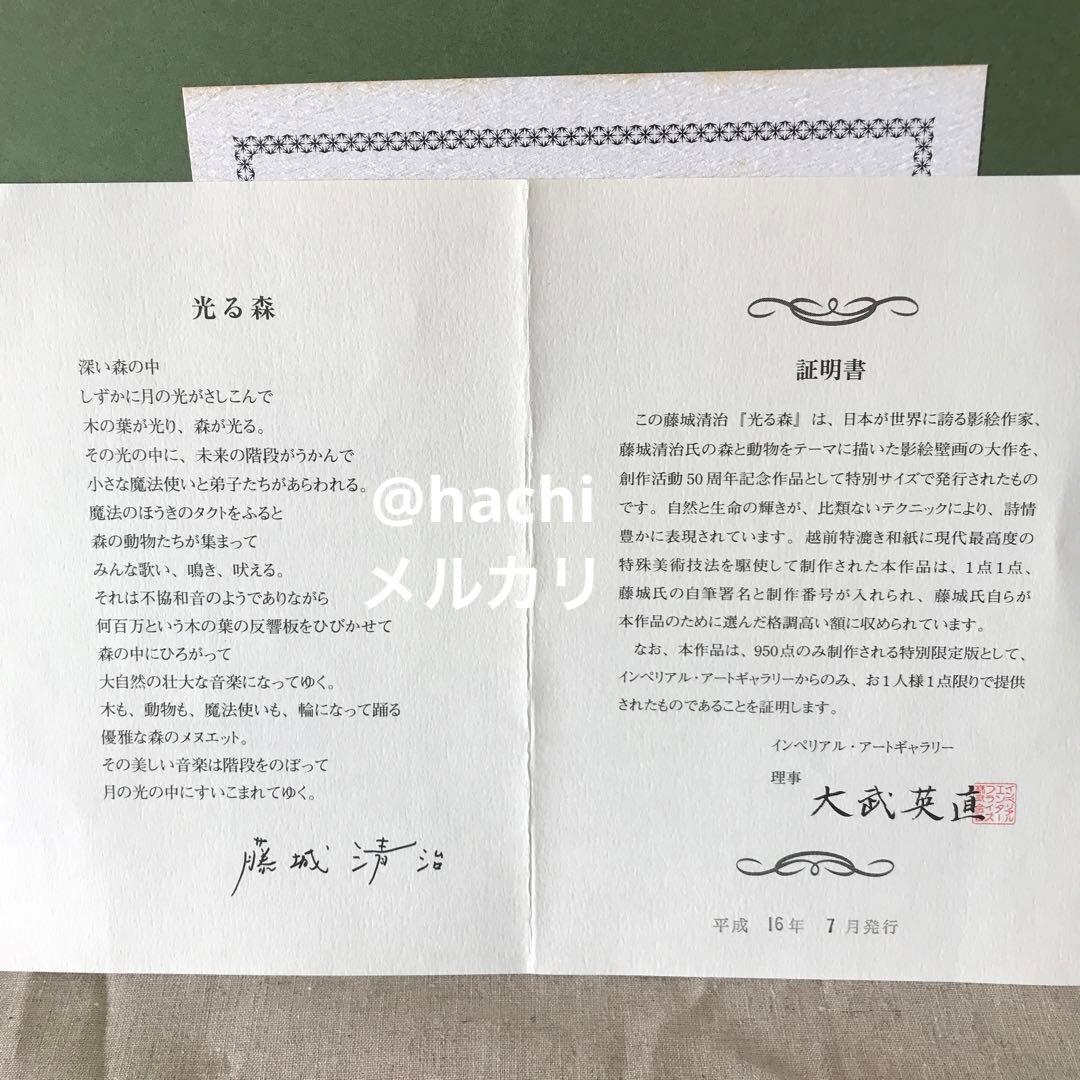 光る森
深い森の中
しずかに月の光がさしこんで
木の葉が光り、森が光る。
その光の中に、未来の階段がうかんで
小さな魔法使いと弟子たちがあらわれる。
魔法のほうきのタクトをふると
森の動物たちが集まって
みんな歌い、鳴き、吠える。
それは不協和音のようでありながら
何百万という木の葉の反響板をひびかせて
森の中にひろがって
大自然の壮大な音楽になってゆく。
木も、動物も、魔法使いも、輪になって踊る
優雅な森のメヌエット。
その美しい音楽は階段をのぼって
月の光の中にすいこまれてゆく。
藤城清治
証明書
この藤城清治『光る森』は、日本が世界に誇る影絵作家、
藤城清治氏の森と動物をテーマに描いた影絵壁画の大作を、
創作活動50周年記念作品として特別サイズで発行されたもの
です。自然と生命の輝きが、比類ないテクニックにより、詩情
豊かに表現されています。越前特漉き和紙に現代最高度の
特殊美術技法を駆使して制作された本作品は、1点1点、
藤城氏の自筆署名と制作番号が入れられ、藤城氏自らが
本作品のために選んだ格調高い額に収められています。
なお、本作品は、950点のみ制作される特別限定版として、
インペリアル・アートギャラリーからのみ、お1人様1点限りで提供
されたものであることを証明します。
インペリアル・アートギャラリー
理事
大武英直
平成 16年 7月発行
@hachi
メルカリ